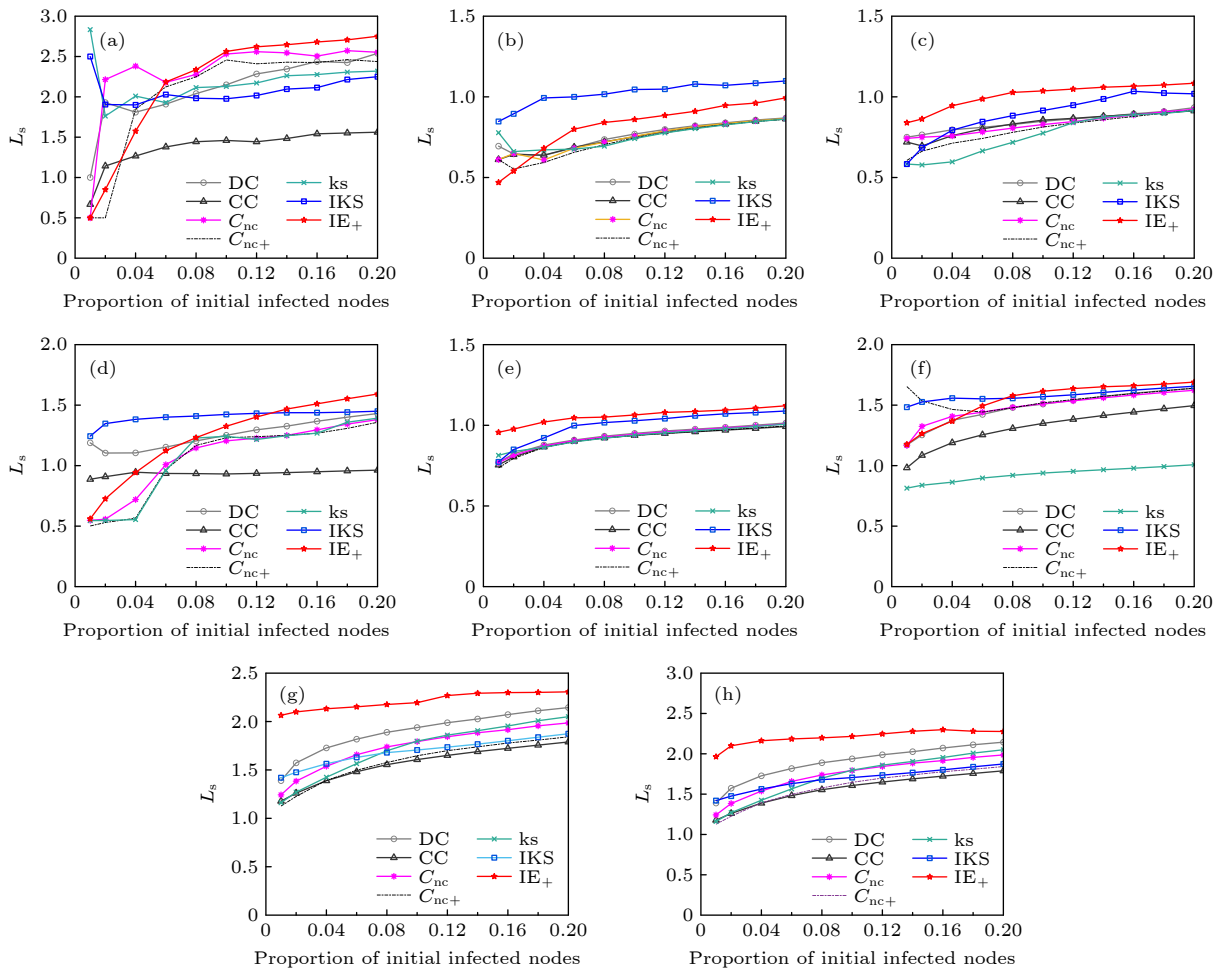 (a)
3.0
2.5
2.0
1.5
1.0
0.5
0
L_s
DC
CC
C_nc
C_nc+
ks
IKS
IE_+
0.04 0.08 0.12 0.16 0.20
Proportion of initial infected nodes
(b)
1.5
1.0
0.5
0
L_s
DC
CC
C_nc
C_nc+
ks
IKS
IE_+
0.04 0.08 0.12 0.16 0.20
Proportion of initial infected nodes
(c)
1.5
1.0
0.5
0
L_s
DC
CC
C_nc
C_nc+
ks
IKS
IE_+
0.04 0.08 0.12 0.16 0.20
Proportion of initial infected nodes
(d)
2.0
1.5
1.0
0.5
0
L_s
DC
CC
C_nc
C_nc+
ks
IKS
IE_+
0 0.04 0.08 0.12 0.16 0.20
Proportion of initial infected nodes
(e)
1.5
1.0
0.5
0
L_s
DC
CC
C_nc
C_nc+
ks
IKS
IE_+
0 0.04 0.08 0.12 0.16 0.20
Proportion of initial infected nodes
(f)
2.0
1.5
1.0
0.5
0
L_s
DC
CC
C_nc
C_nc+
ks
IKS
IE_+
0 0.04 0.08 0.12 0.16 0.20
Proportion of initial infected nodes
(g)
2.5
2.0
1.5
1.0
0.5
0
L_s
DC
CC
C_nc
C_nc+
ks
IKS
IE_+
0 0.04 0.08 0.12 0.16 0.20
Proportion of initial infected nodes
(h)
3.0
2.5
2.0
1.5
1.0
0.5
0
L_s
DC
CC
C_nc
C_nc+
ks
IKS
IE_+
0 0.04 0.08 0.12 0.16 0.20
Proportion of initial infected nodes